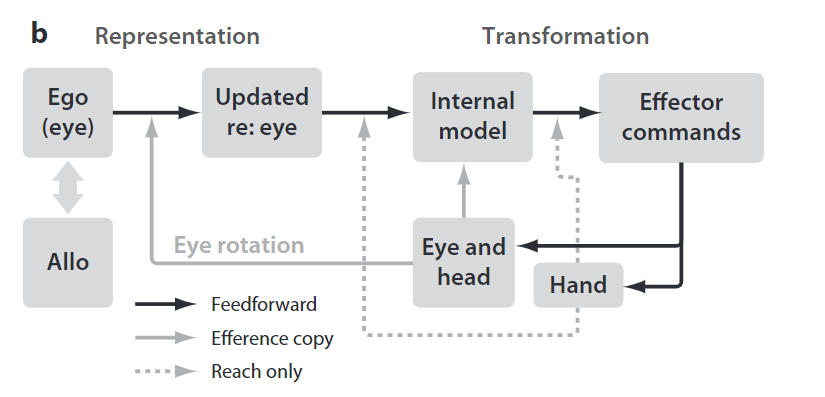 b
Representation
Transformation
Ego
(eye)
Updated
re: eye
Internal
model
Effector
commands
Allo
Eye rotation
Eye and
head
Hand
Feedforward
Efference copy
Reach only